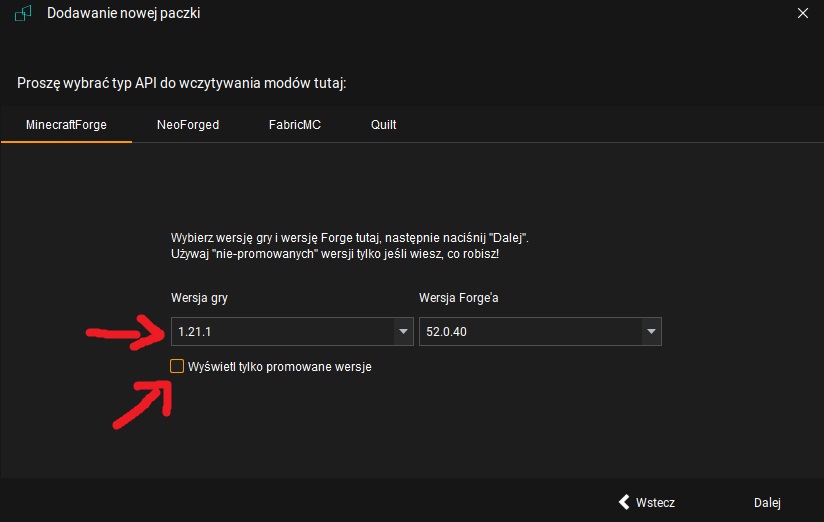 Dodawanie nowej paczki
Proszę wybrać typ API do wczytywania modów tutaj:
MinecraftForge NeoForged FabricMC Quilt
Wybierz wersję gry i wersję Forge tutaj, następnie naciśnij "Dalej".
Używaj "nie-promowanych" wersji tylko jeśli wiesz, co robisz!
Wersja gry Wersja Forge'a
1.21.1 52.0.40
Wyświetl tylko promowane wersje
Wstecz Dalej